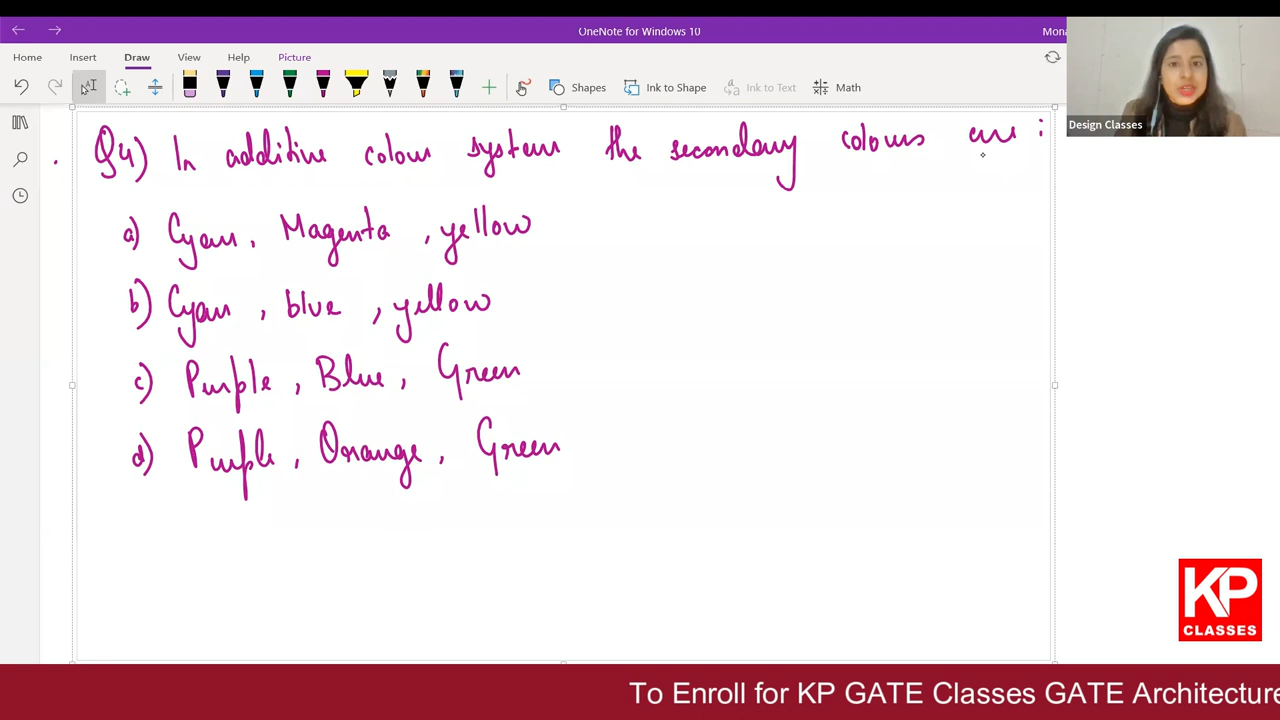 OneNote for Windows 10
Mona
Home Insert Draw View Help Picture
Shapes Ink to Shape Ink to Text Math
Design Classes
Q4) In additive colour system the secondary colours are :
a) Cyan, Magenta, yellow
b) Cyan, blue, yellow
c) Purple, Blue, Green
d) Purple, Orange, Green
KP
CLASSES
To Enroll for KP GATE Classes GATE Architecture